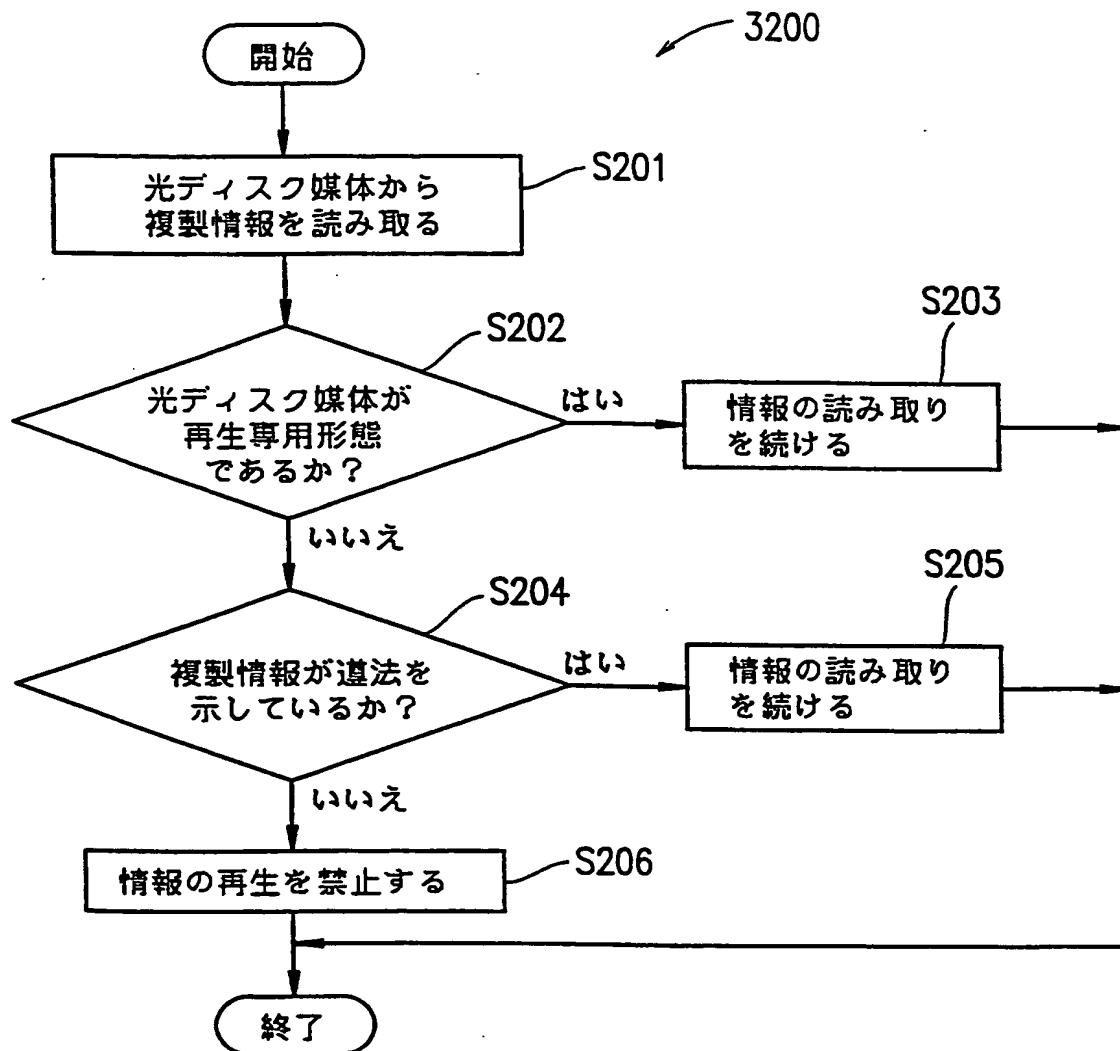 3200
開始
S201
光ディスク媒体から
複製情報を読み取る
S202
光ディスク媒体が
再生専用形態
であるか？
はい
S203
情報の読み取り
を続ける
いいえ
S204
複製情報が遵法を
示しているか？
はい
S205
情報の読み取り
を続ける
いいえ
S206
情報の再生を禁止する
終了